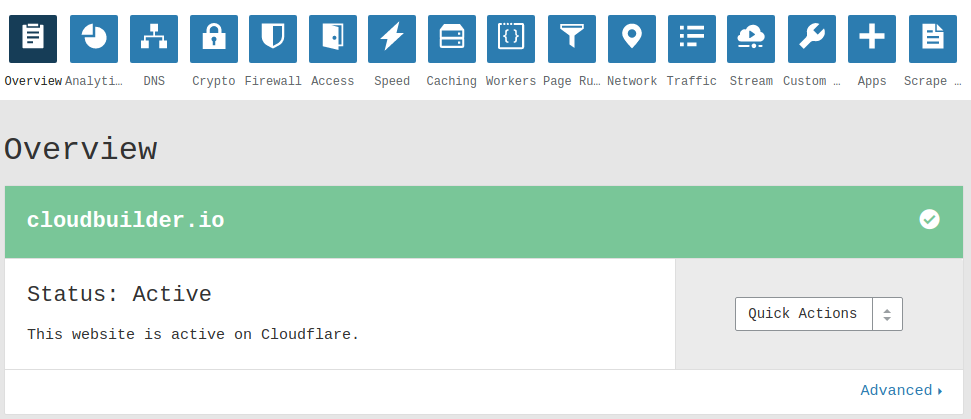 Overview Analyti… DNS Crypto Firewall Access Speed Caching Workers Page Ru… Network Traffic Stream Custom … Apps Scrape …
Overview
cloudbuilder.io
Status: Active
Quick Actions
This website is active on Cloudflare.
Advanced